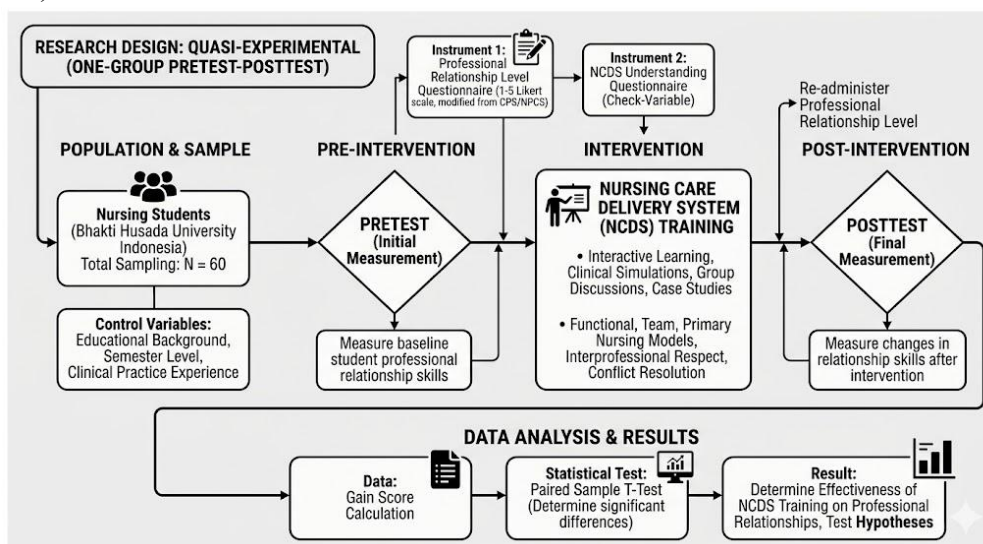 RESEARCH DESIGN: QUASI-EXPERIMENTAL
(ONE-GROUP PRETEST-POSTTEST)
Instrument 1:
Professional
Relationship Level
Questionnaire (1-5 Likert
scale, modified from CPS/NPCS)
Instrument 2:
NCDS Understanding
Questionnaire
(Check-Variable)
Re-administer
Professional
Relationship Level
POPULATION & SAMPLE
Nursing Students
(Bhakti Husada University
Indonesia)
Total Sampling: N = 60
Control Variables:
Educational Background,
Semester Level,
Clinical Practice Experience
PRE-INTERVENTION
PRETEST
(Initial
Measurement)
Measure baseline
student professional
relationship skills
INTERVENTION
NURSING CARE
DELIVERY SYSTEM
(NCDS) TRAINING
• Interactive Learning,
Clinical Simulations, Group
Discussions, Case Studies
• Functional, Team, Primary
Nursing Models,
Interprofessional Respect,
Conflict Resolution
POST-INTERVENTION
POSTTEST
(Final
Measurement)
Measure changes in
relationship skills after
intervention
DATA ANALYSIS & RESULTS
Data:
Gain Score
Calculation
Statistical Test:
Paired Sample T-Test
(Determine significant
differences)
Result:
Determine Effectiveness of
NCDS Training on Professional
Relationships, Test Hypotheses